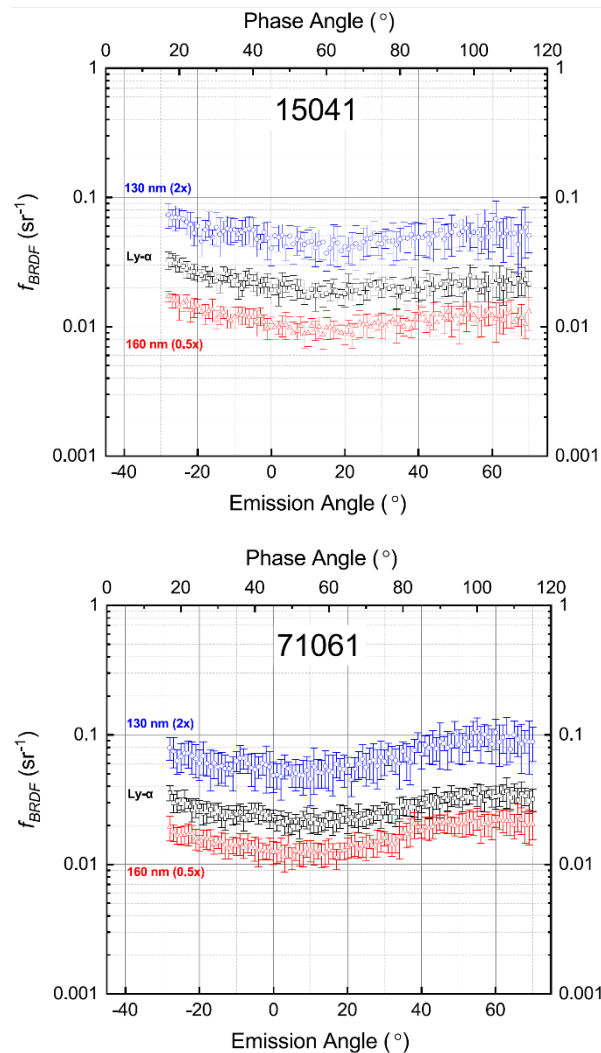 Phase Angle (°)
0 20 40 60 80 100 120
15041
1 1
130 nm (2x)
0.1 0.1
Ly-α
f_BRDF (sr⁻¹)
0.01 0.01
160 nm (0.5x)
0.001 0.001
-40 -20 0 20 40 60
Emission Angle (°)
Phase Angle (°)
0 20 40 60 80 100 120
1 1
71061
130 nm (2x)
0.1 0.1
Ly-α
f_BRDF (sr⁻¹)
0.01 0.01
160 nm (0.5x)
0.001 0.001
-40 -20 0 20 40 60
Emission Angle (°)